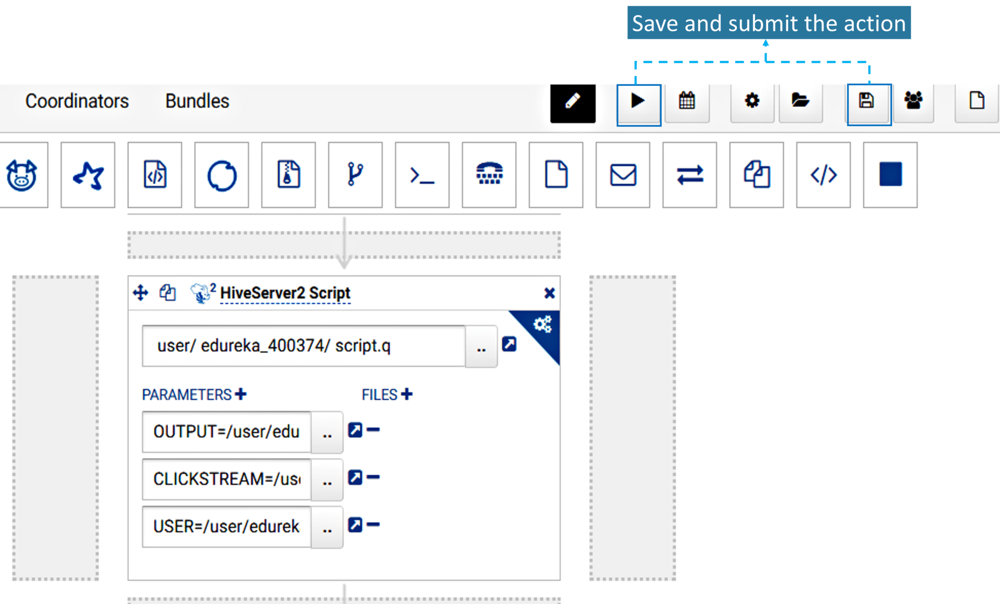 Save and submit the action
Coordinators Bundles
2 HiveServer2 Script
user/ edureka_400374/ script.q
..
PARAMETERS FILES
OUTPUT=/user/edu ..
CLICKSTREAM=/us ..
USER=/user/edurek ..